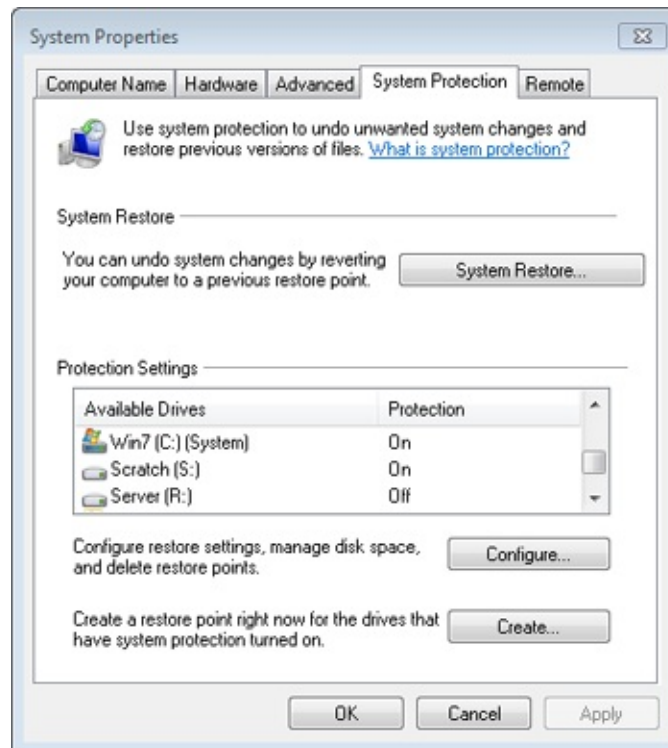 System Properties
Computer Name Hardware Advanced System Protection Remote
Use system protection to undo unwanted system changes and
restore previous versions of files. What is system protection?
System Restore
You can undo system changes by reverting
your computer to a previous restore point.
System Restore...
Protection Settings
Available Drives Protection
Win7 (C:) (System) On
Scratch (S:) On
Server (R:) Off
Configure restore settings, manage disk space,
and delete restore points.
Configure...
Create a restore point right now for the drives that
have system protection turned on.
Create...
OK Cancel Apply